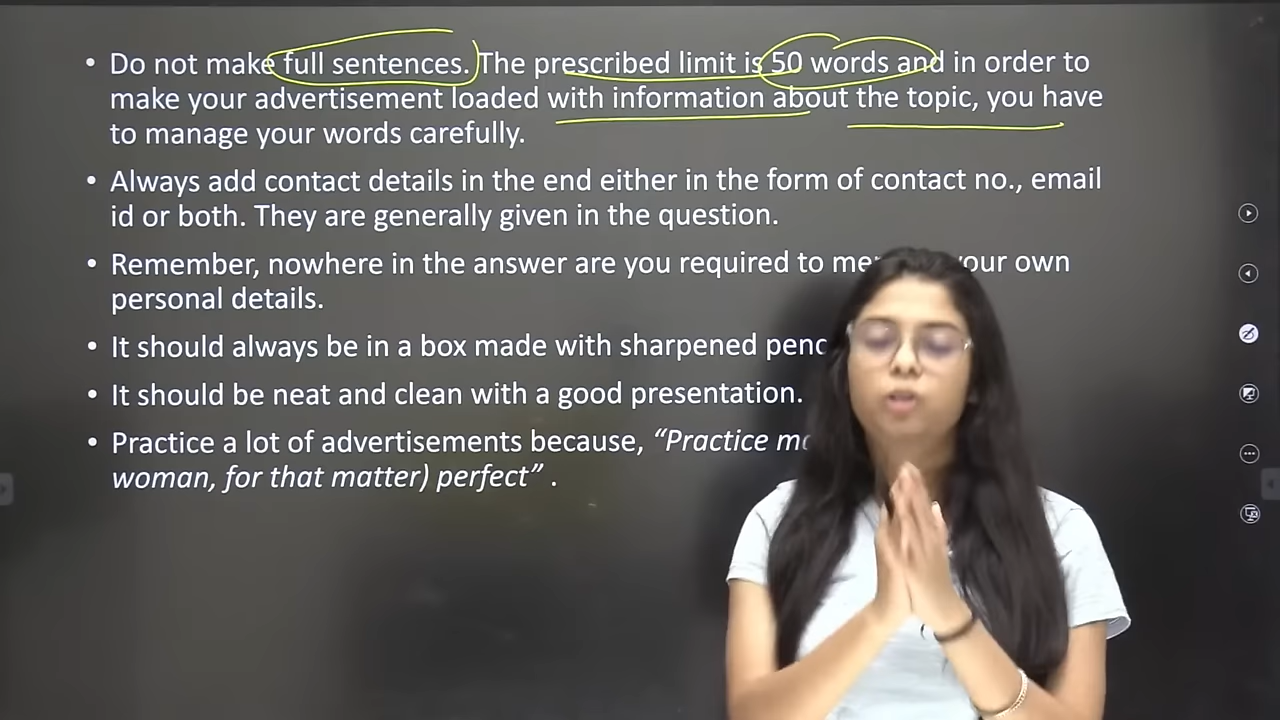 • Do not make full sentences. The prescribed limit is 50 words and in order to
make your advertisement loaded with information about the topic, you have
to manage your words carefully.
• Always add contact details in the end either in the form of contact no., email
id or both. They are generally given in the question.
• Remember, nowhere in the answer are you required to your own
personal details.
• It should always be in a box made with sharpened
• It should be neat and clean with a good presentation.
• Practice a lot of advertisements because, “Practice
woman, for that matter) perfect” .